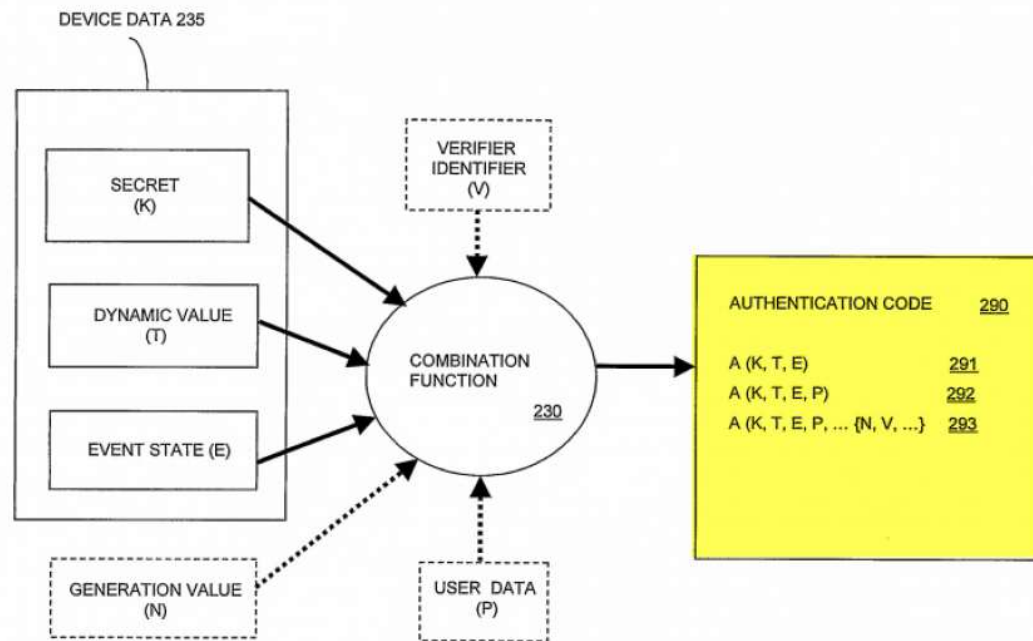 DEVICE DATA 235
SECRET
(K)
DYNAMIC VALUE
(T)
EVENT STATE (E)
GENERATION VALUE
(N)
VERIFIER
IDENTIFIER
(V)
COMBINATION
FUNCTION
230
USER DATA
(P)
AUTHENTICATION CODE 290
A (K, T, E) 291
A (K, T, E, P) 292
A (K, T, E, P, ... {N, V, ...} 293